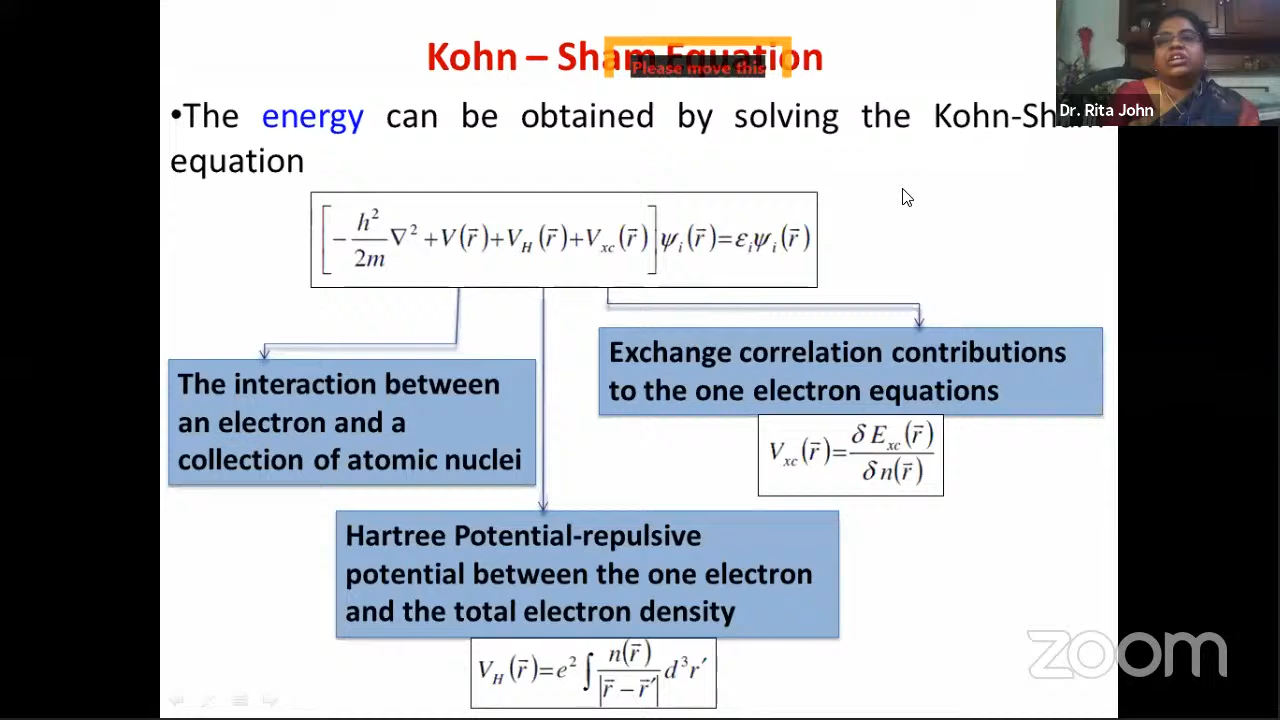 Kohn – Sham Equation
Please move this
Dr. Rita John
•The energy can be obtained by solving the Kohn-Sham
equation
[-h²/2m ∇² + V(r̄) + V_H(r̄) + V_xc(r̄)] ψ_i(r̄) = ε_i ψ_i(r̄)
The interaction between
an electron and a
collection of atomic nuclei
Exchange correlation contributions
to the one electron equations
V_xc(r̄) = δ E_xc(r̄) / δ n(r̄)
Hartree Potential-repulsive
potential between the one electron
and the total electron density
V_H(r̄) = e² ∫ n(r̄) / |r̄ – r̄′| d³r′
zoom